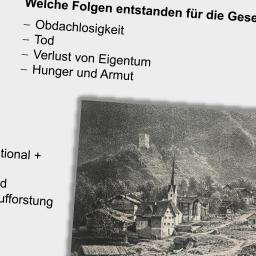 Welche Folgen entstanden für die Gese
– Obdachlosigkeit
– Tod
– Verlust von Eigentum
– Hunger und Armut
tional +
d
ufforstung